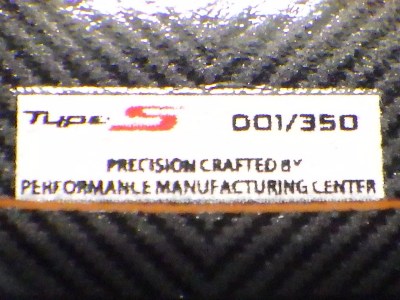 Type S 001/350
PRECISION CRAFTED BY
PERFORMANCE MANUFACTURING CENTER